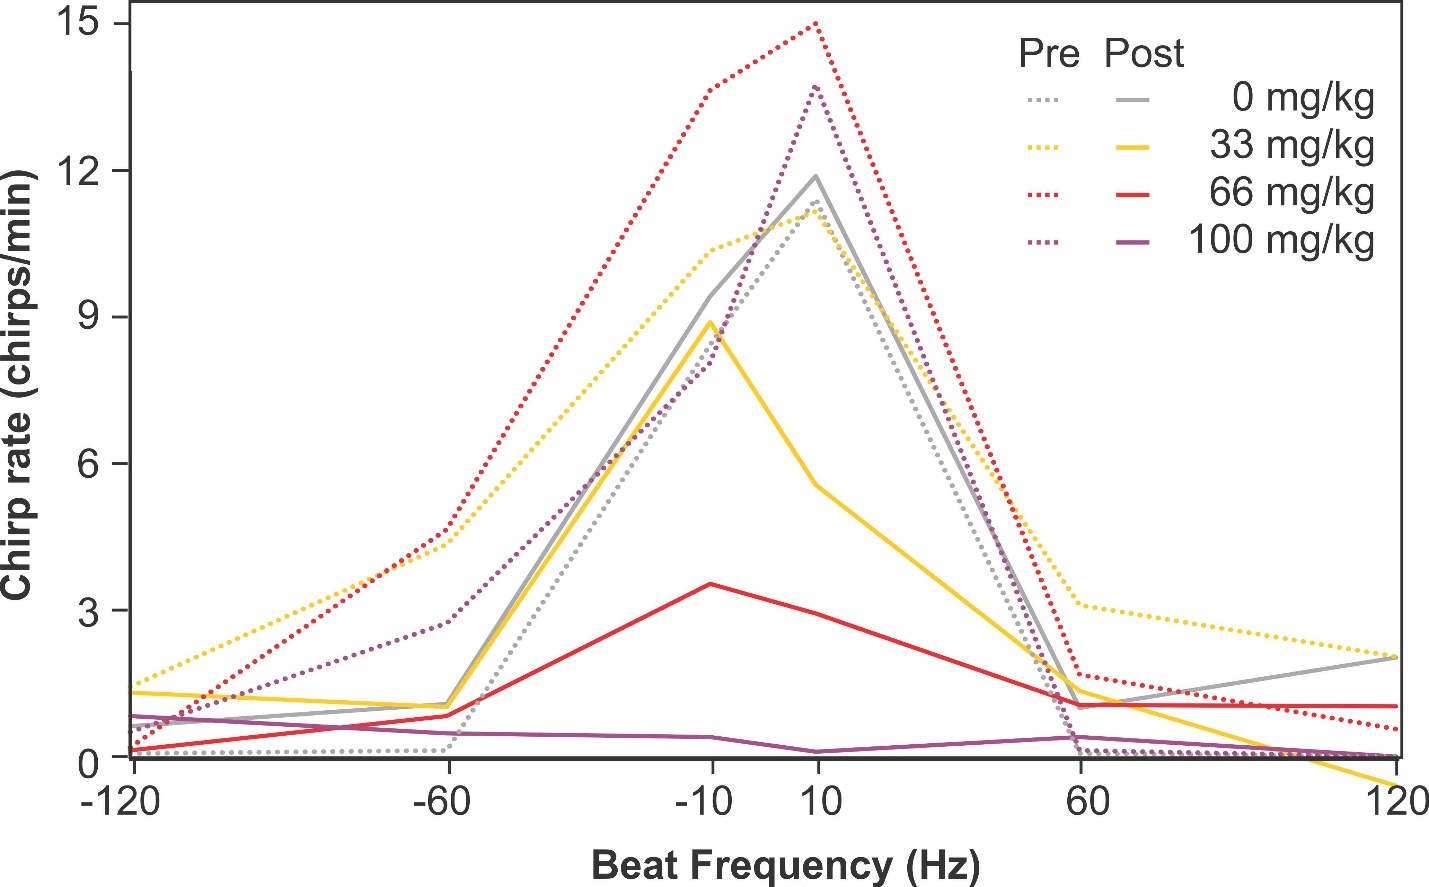 15
12
9
6
3
0
Chirp rate (chirps/min)
Pre Post
0 mg/kg
33 mg/kg
66 mg/kg
100 mg/kg
-120 -60 -10 10 60 120
Beat Frequency (Hz)